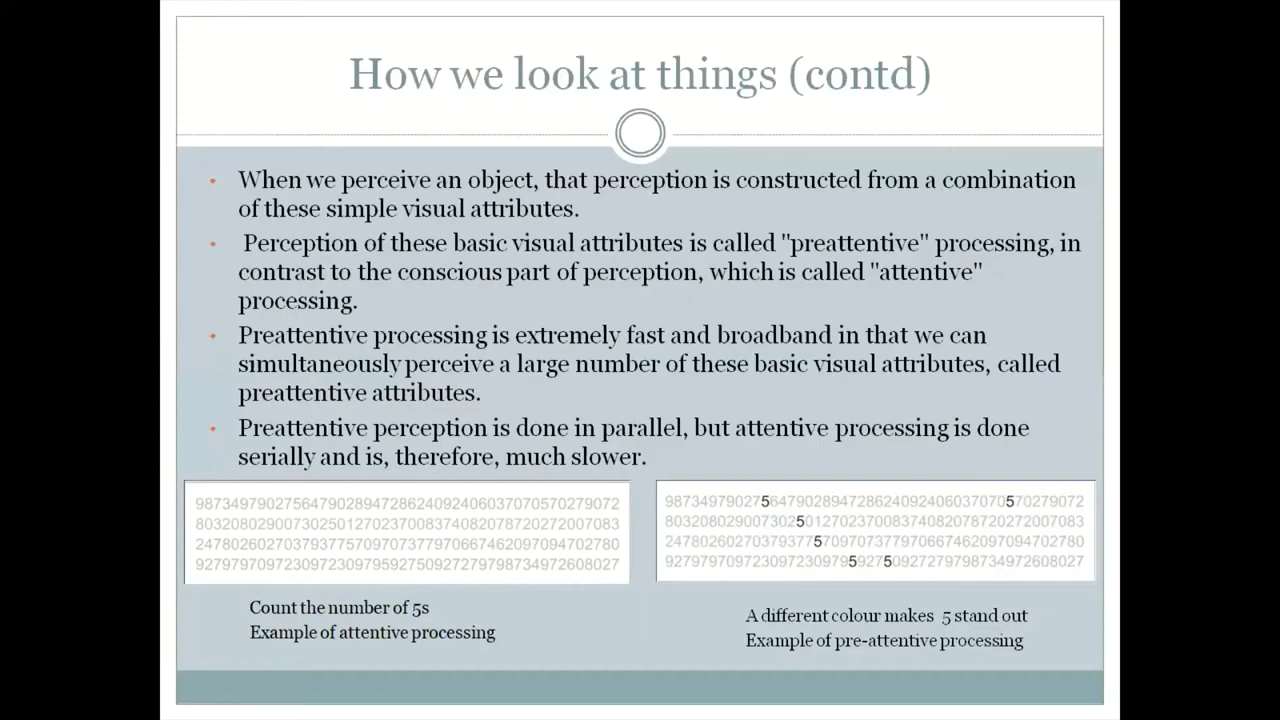 How we look at things (contd)
• When we perceive an object, that perception is constructed from a combination
of these simple visual attributes.
• Perception of these basic visual attributes is called "preattentive" processing, in
contrast to the conscious part of perception, which is called "attentive"
processing.
• Preattentive processing is extremely fast and broadband in that we can
simultaneously perceive a large number of these basic visual attributes, called
preattentive attributes.
• Preattentive perception is done in parallel, but attentive processing is done
serially and is, therefore, much slower.
987349790275647902894728624092406037070570279072
803208029007302501270237008374082078720272007083
247802602703793775709707377970667462097094702780
927979709723097230979592750927279798734972608027
Count the number of 5s
Example of attentive processing
987349790275647902894728624092406037070570279072
803208029007302501270237008374082078720272007083
247802602703793775709707377970667462097094702780
927979709723097230979592750927279798734972608027
A different colour makes 5 stand out
Example of pre-attentive processing